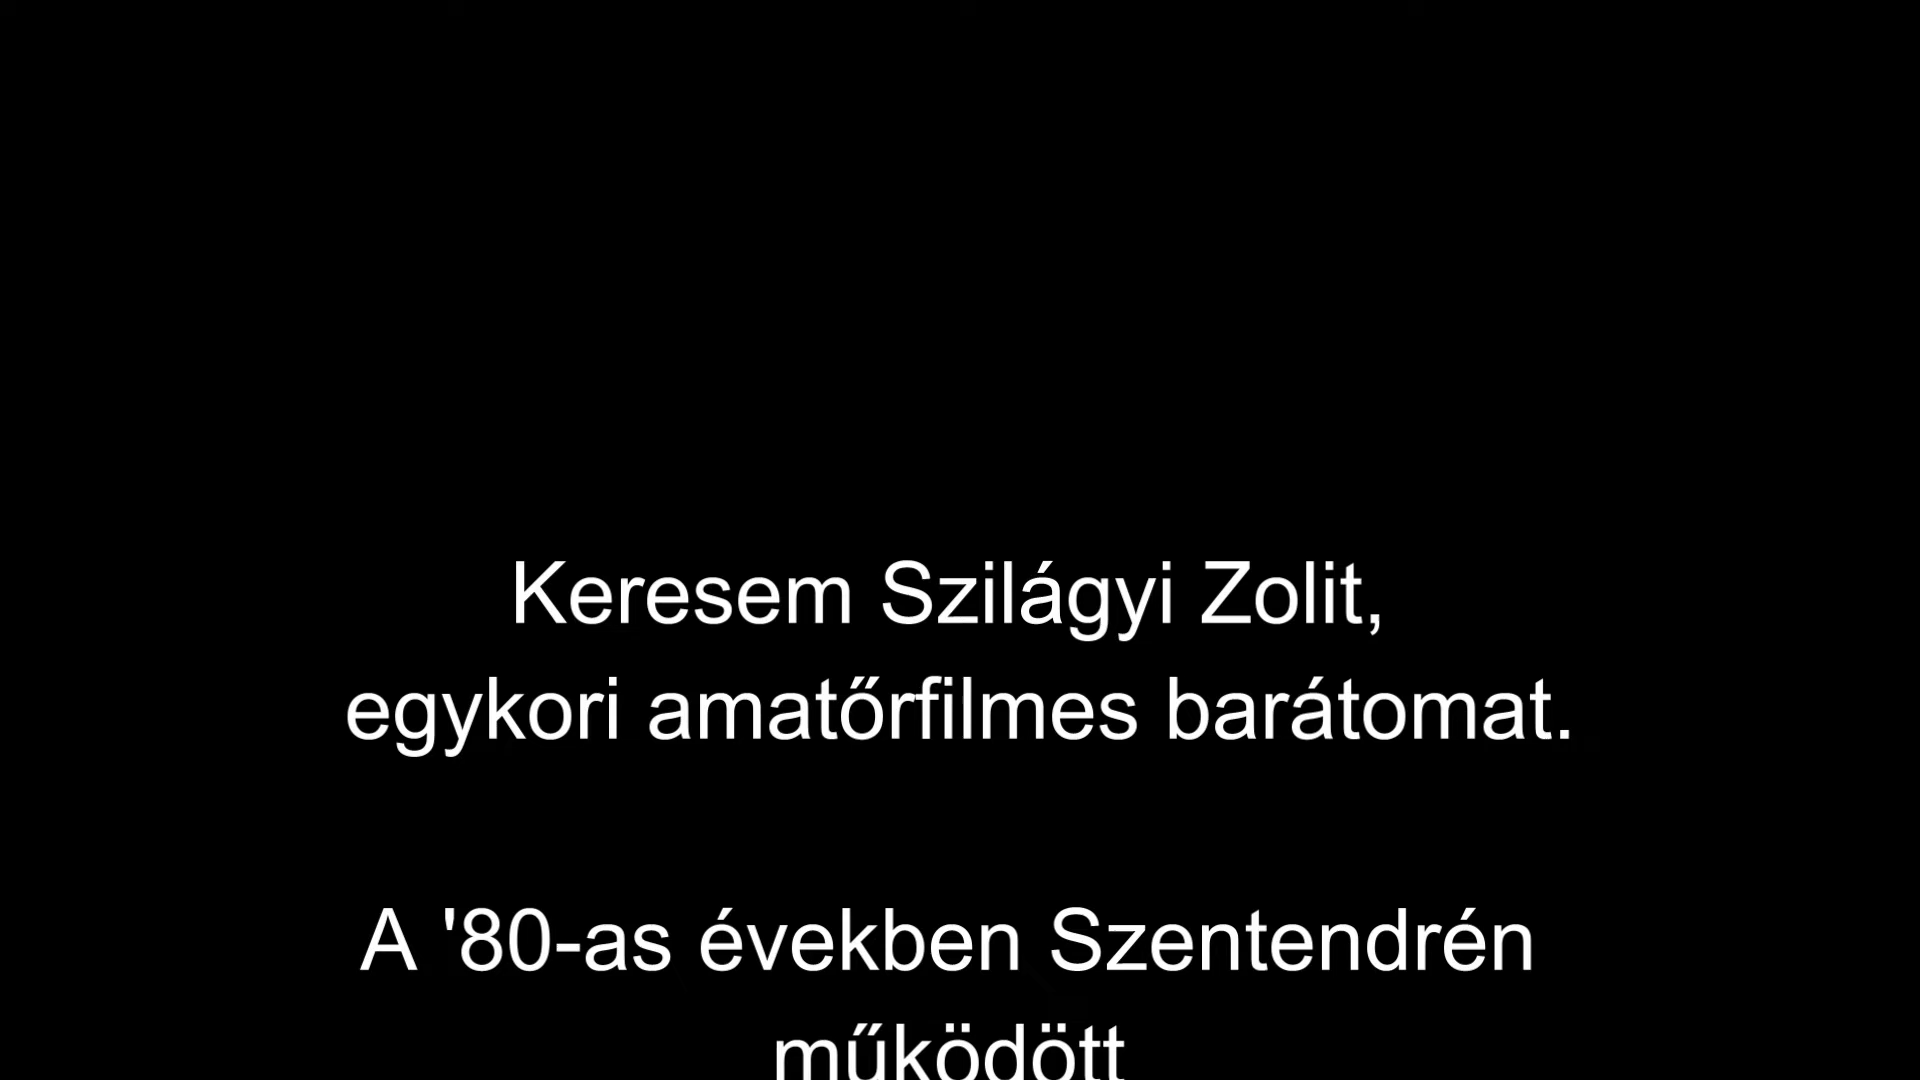 Keresem Szilágyi Zolit,
egykori amatőrfilmes barátomat.
A '80-as években Szentendrén
működött